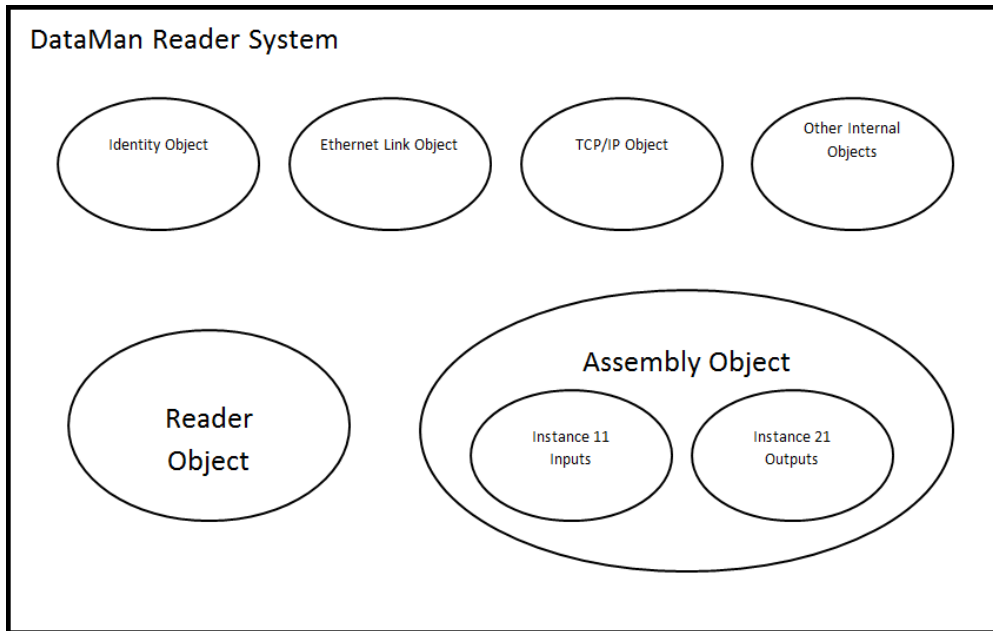 DataMan Reader System
Identity Object
Ethernet Link Object
TCP/IP Object
Other Internal
Objects
Reader
Object
Assembly Object
Instance 11
Inputs
Instance 21
Outputs